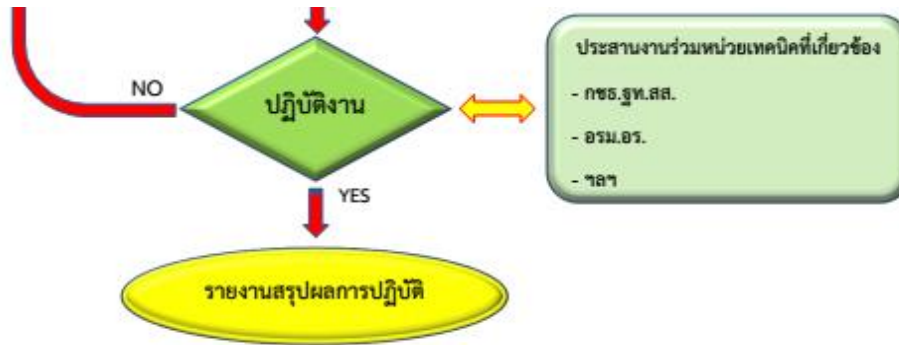 ประสานงานร่วมหน่วยเทคนิคที่เกี่ยวข้อง
NO
ปฏิบัติงาน
- กชธ.ฐท.สส.
- อรม.อร.
- ฯลฯ
YES
รายงานสรุปผลการปฏิบัติ